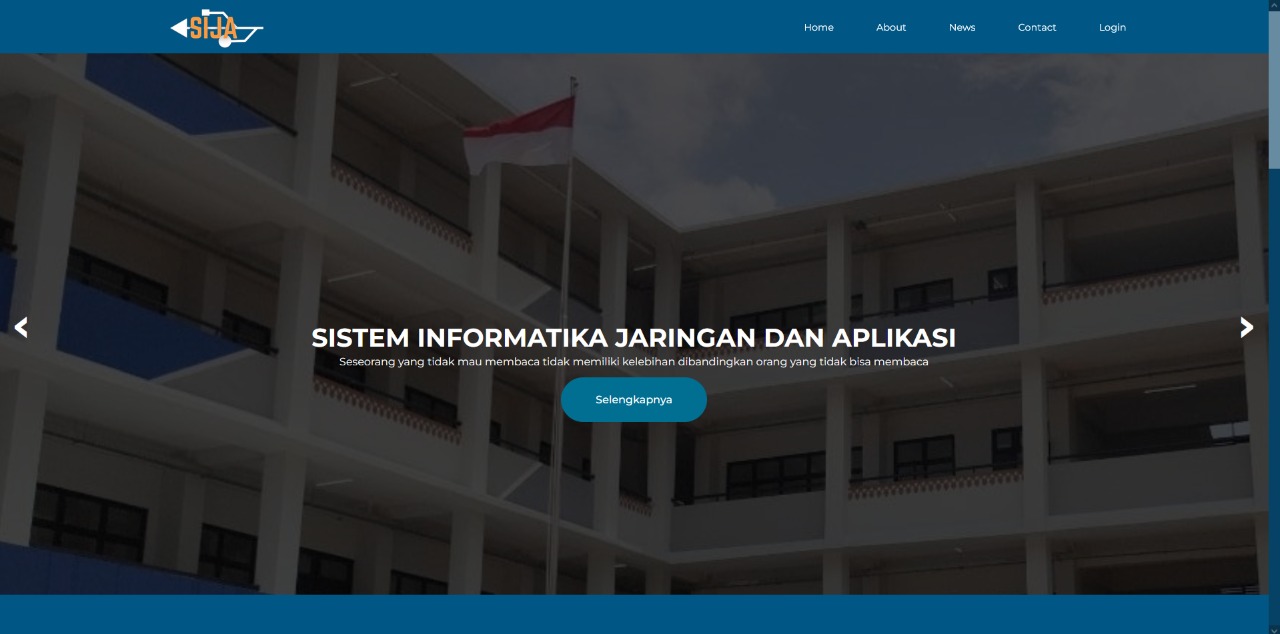 SIJA
Home About News Contact Login
SISTEM INFORMATIKA JARINGAN DAN APLIKASI
Seseorang yang tidak mau membaca tidak memiliki kelebihan dibandingkan orang yang tidak bisa membaca
Selengkapnya